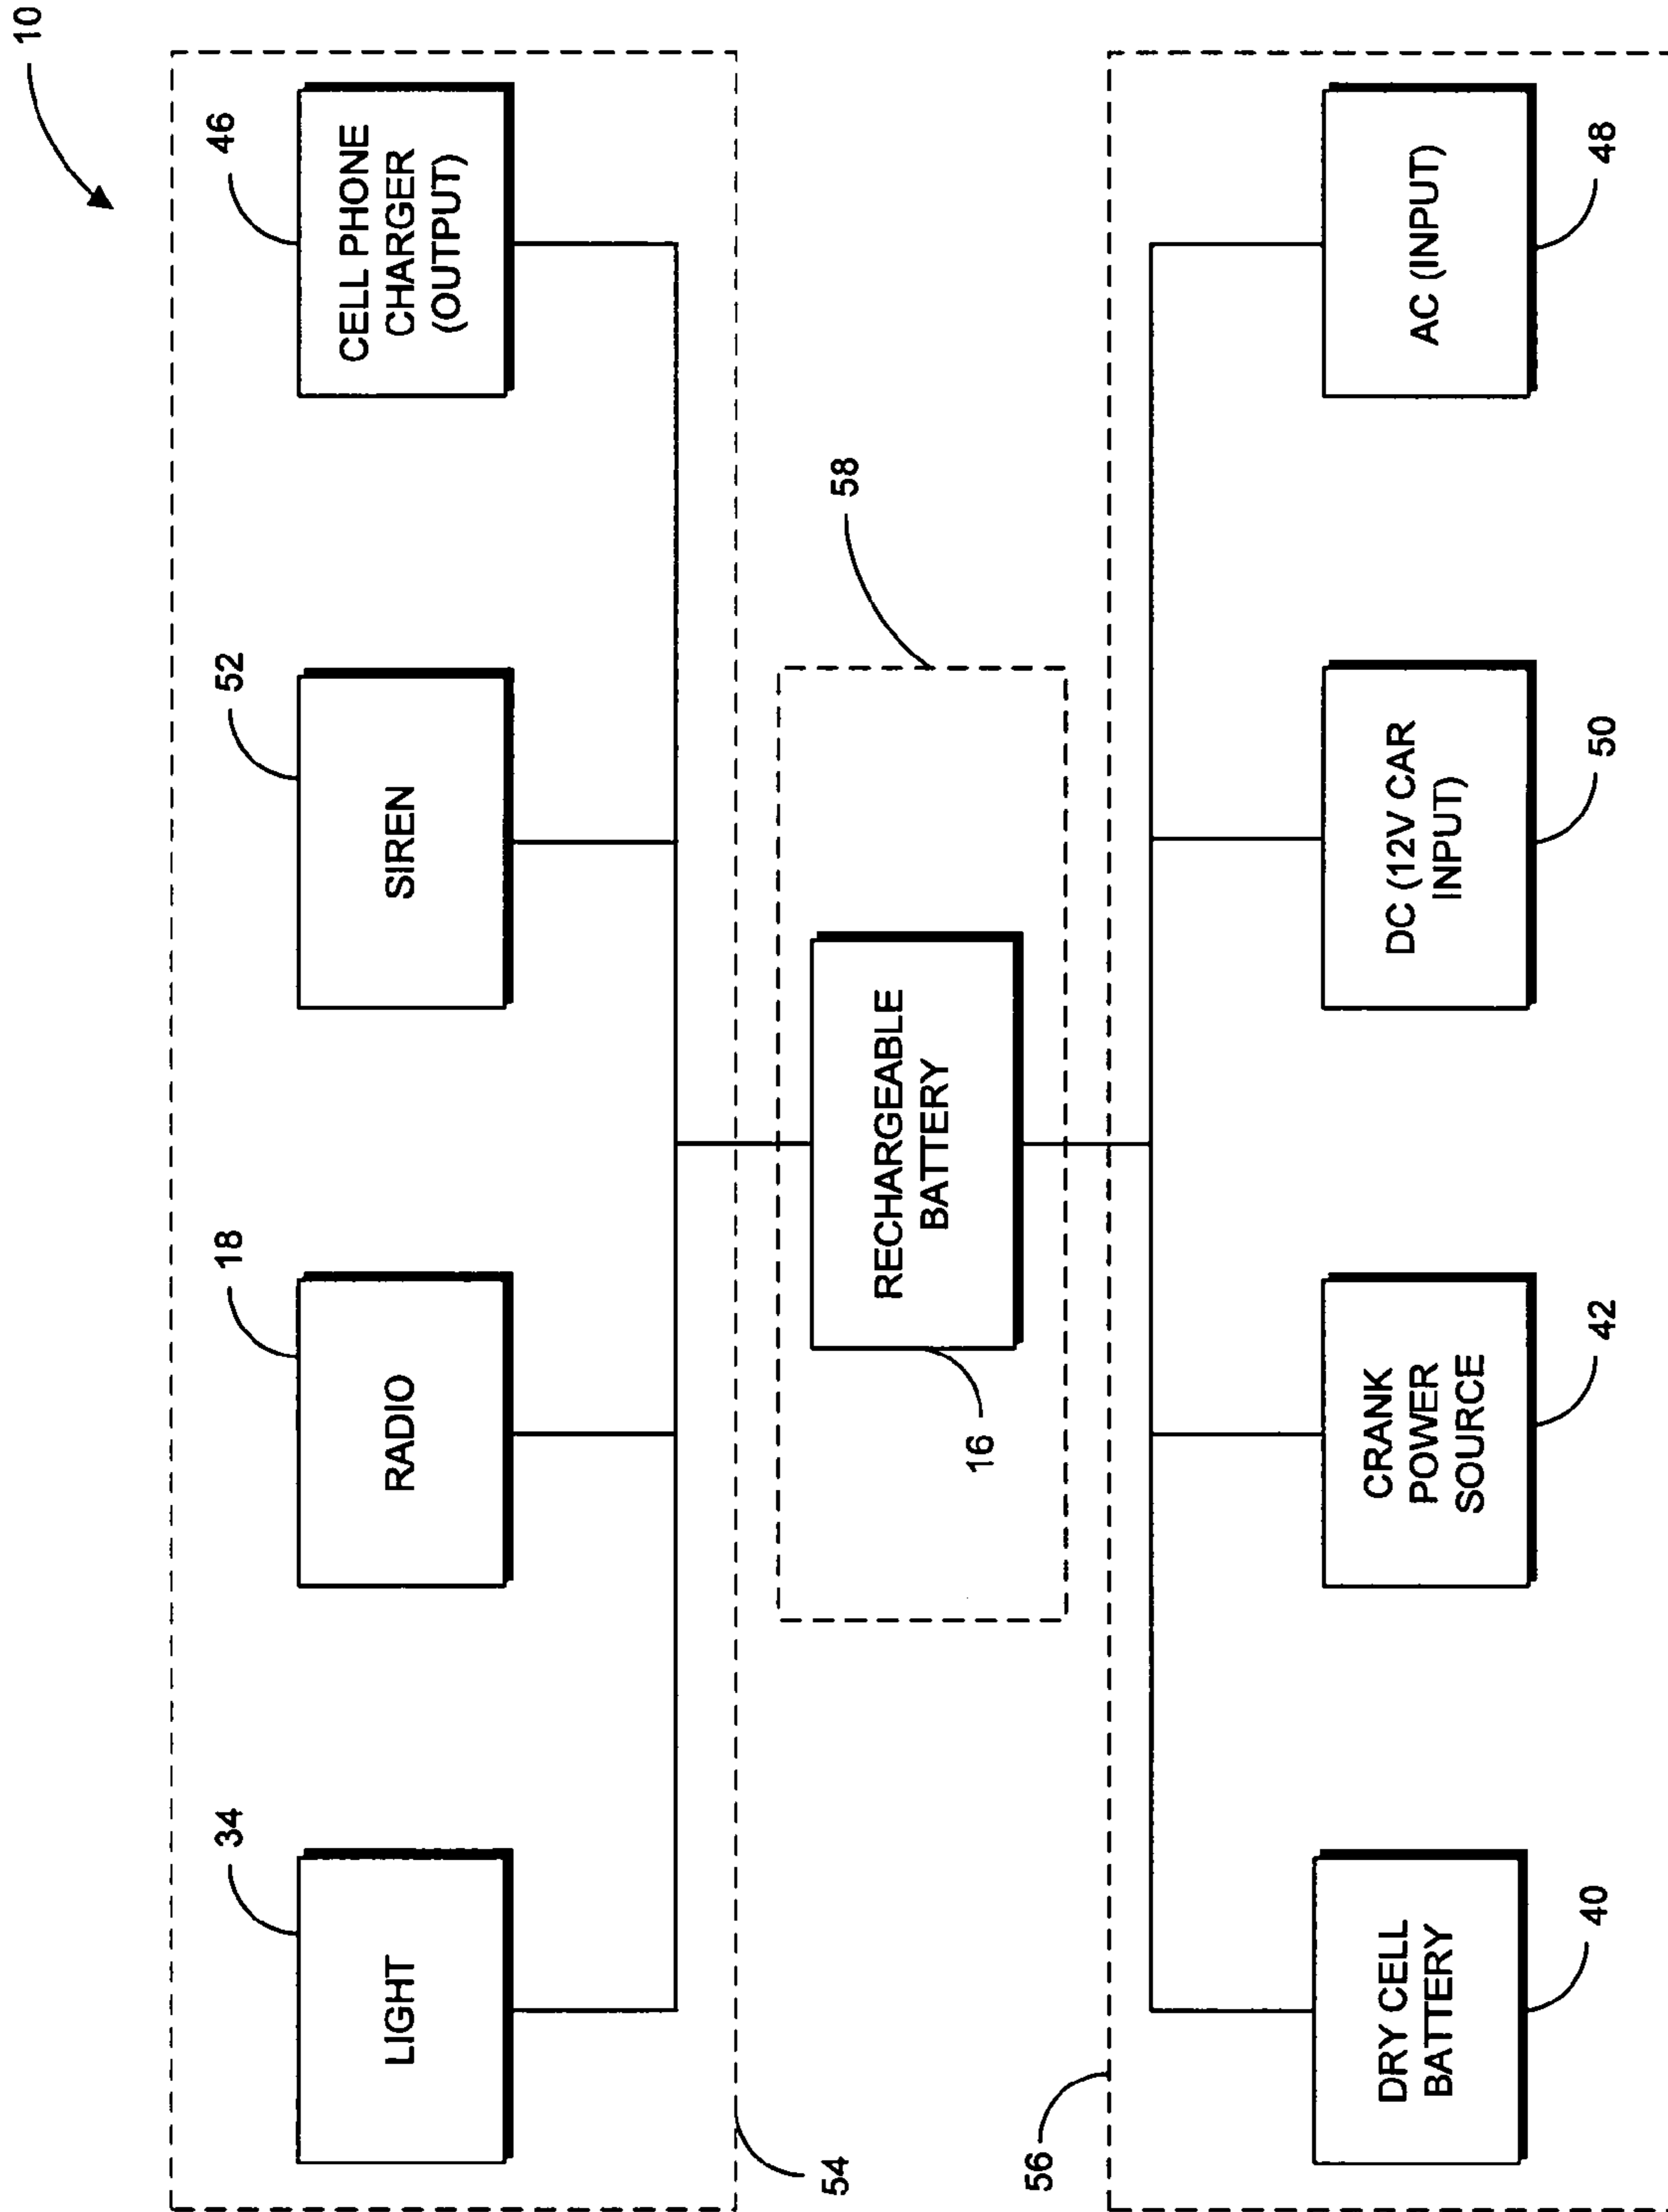 10
34
18
52
46
LIGHT
RADIO
SIREN
CELL PHONE
CHARGER
(OUTPUT)
54
58
RECHARGEABLE
BATTERY
16
56
DRY CELL
BATTERY
CRANK
POWER
SOURCE
DC (12V CAR
INPUT)
AC (INPUT)
40
42
50
48